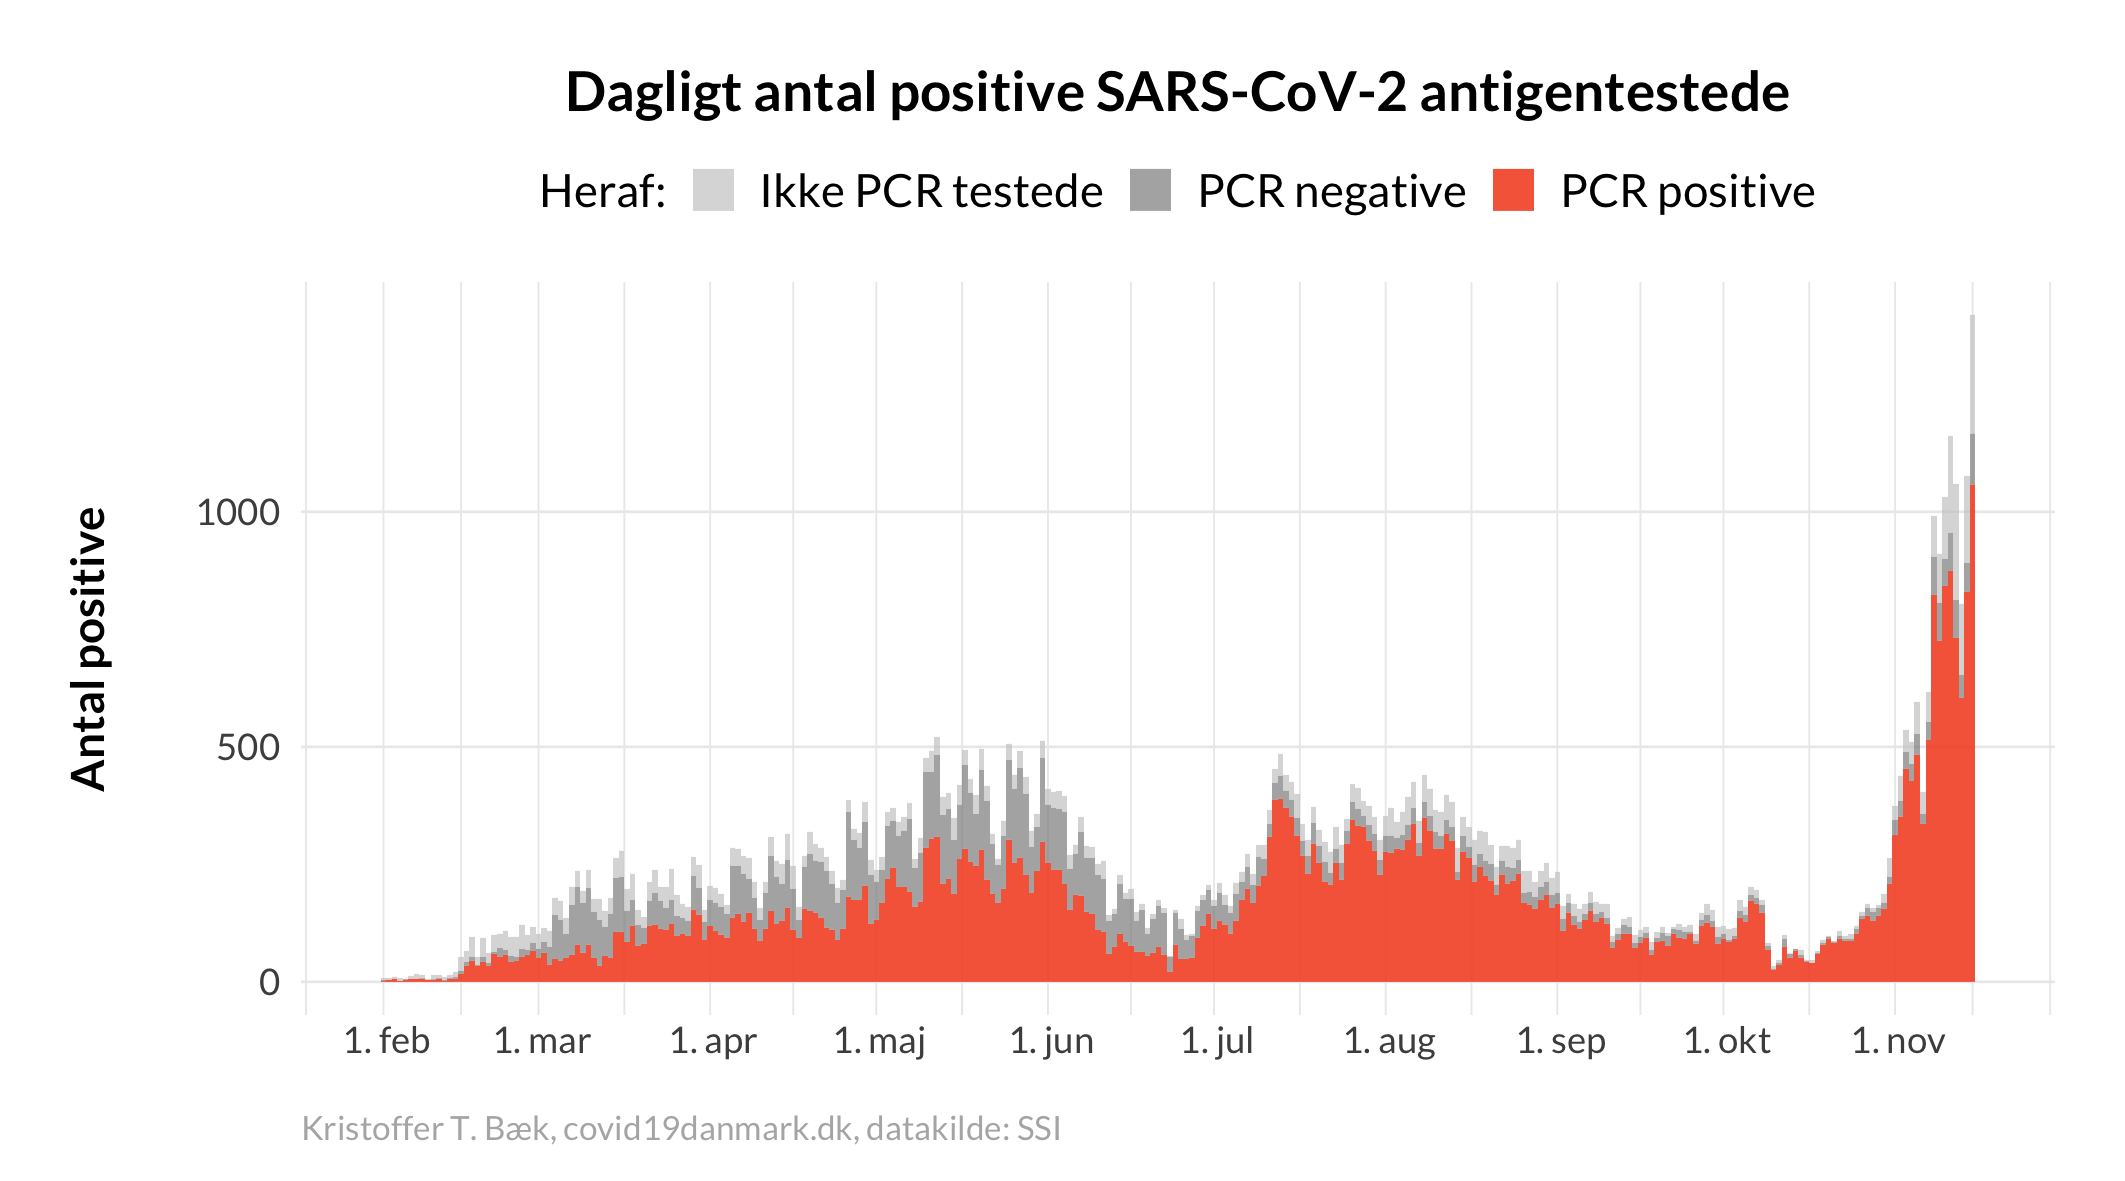 Dagligt antal positive SARS-CoV-2 antigentestede
Heraf: Ikke PCR testede PCR negative PCR positive
Antal positive
1000
500
0
1. feb 1. mar 1. apr 1. maj 1. jun 1. jul 1. aug 1. sep 1. okt 1. nov
Kristoffer T. Bæk, covid19danmark.dk, datakilde: SSI